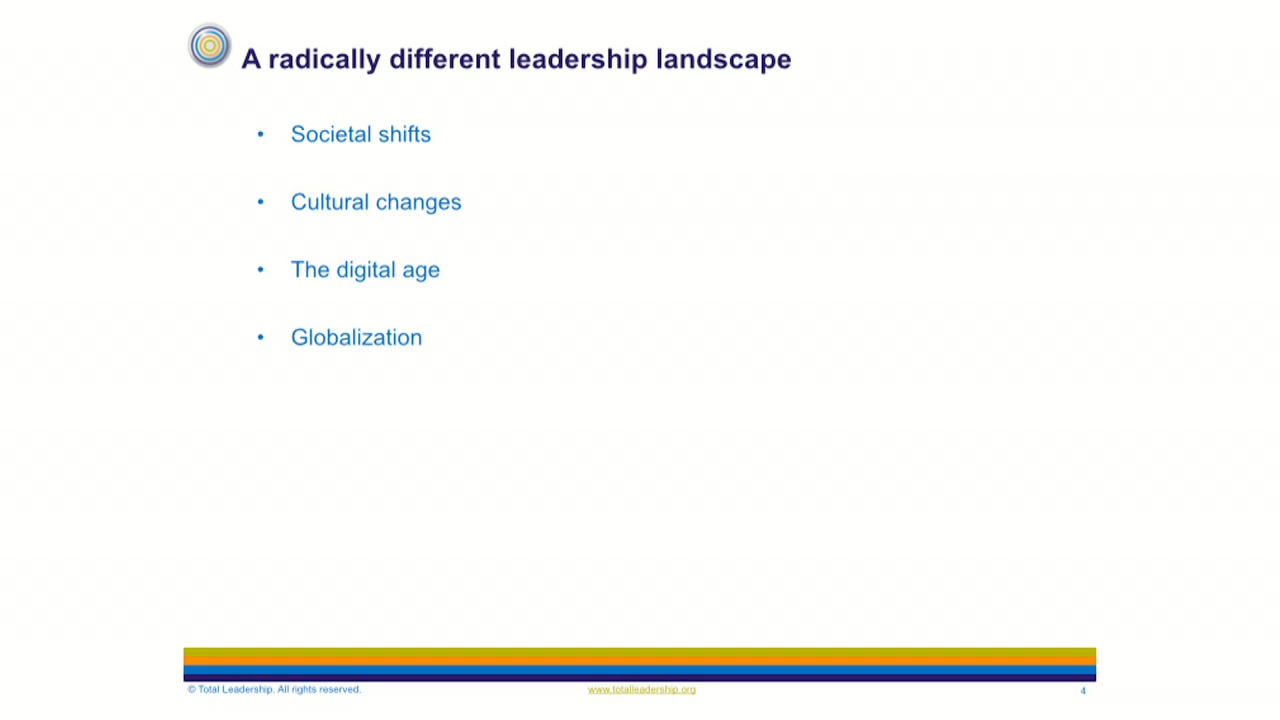 A radically different leadership landscape
• Societal shifts
• Cultural changes
• The digital age
• Globalization
© Total Leadership. All rights reserved.
www.totalleadership.org
4